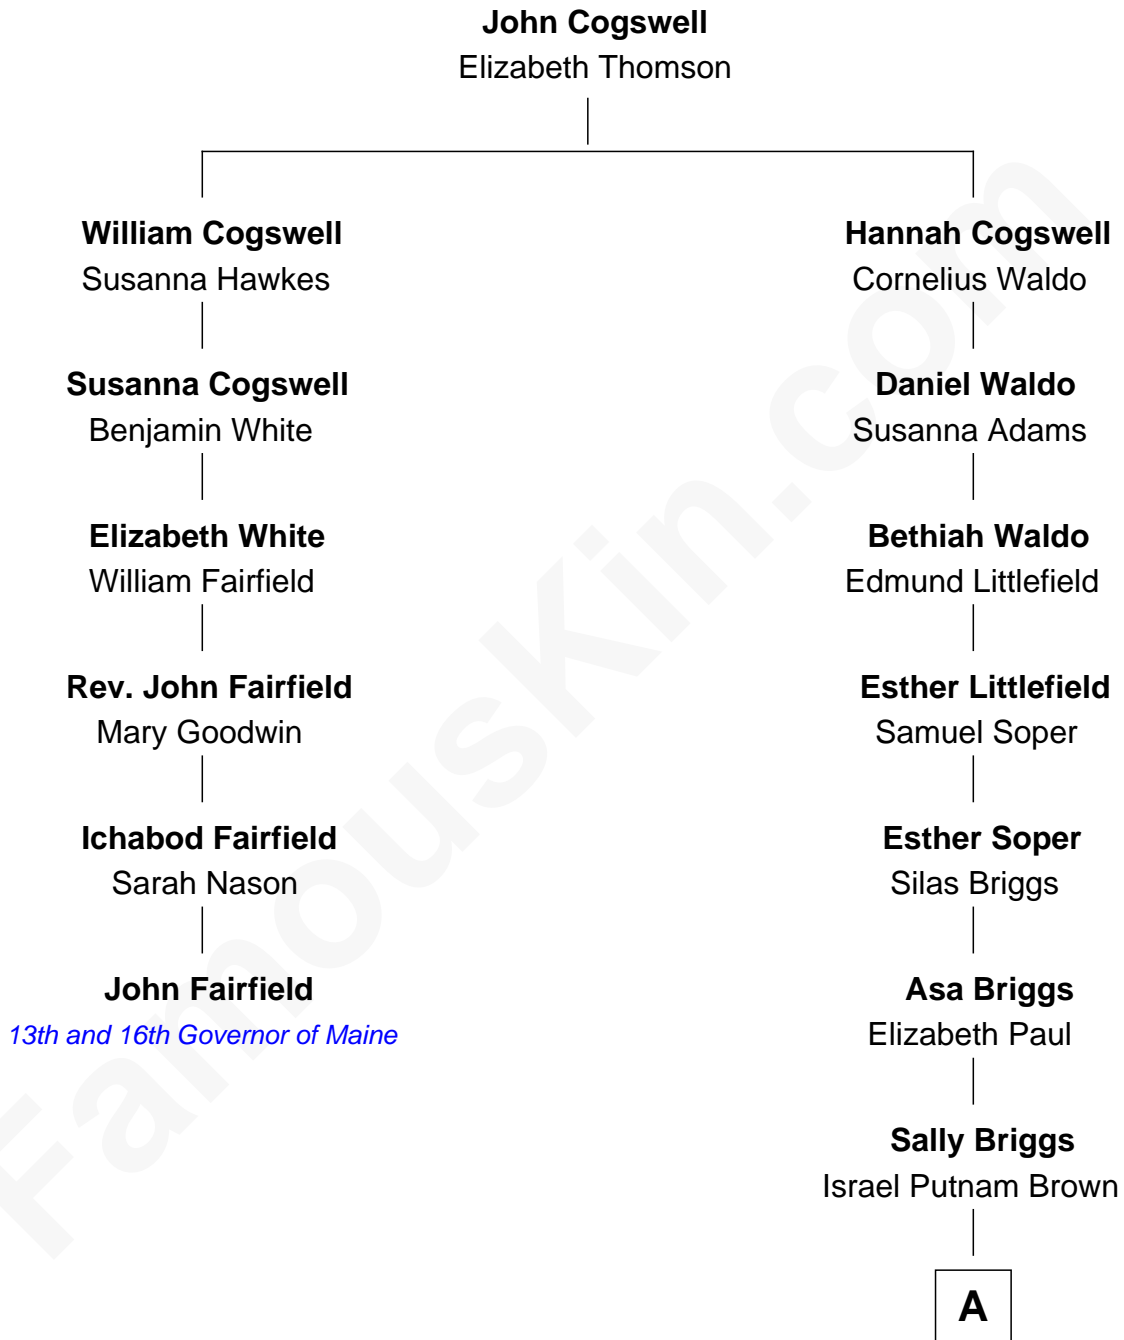 John Cogswell
Elizabeth Thomson
William Cogswell
Susanna Hawkes
Hannah Cogswell
Cornelius Waldo
Susanna Cogswell
Benjamin White
Daniel Waldo
Susanna Adams
Elizabeth White
William Fairfield
Bethiah Waldo
Edmund Littlefield
Rev. John Fairfield
Mary Goodwin
Esther Littlefield
Samuel Soper
Ichabod Fairfield
Sarah Nason
Esther Soper
Silas Briggs
John Fairfield
13th and 16th Governor of Maine
Asa Briggs
Elizabeth Paul
Sally Briggs
Israel Putnam Brown
A
FamousKin.com